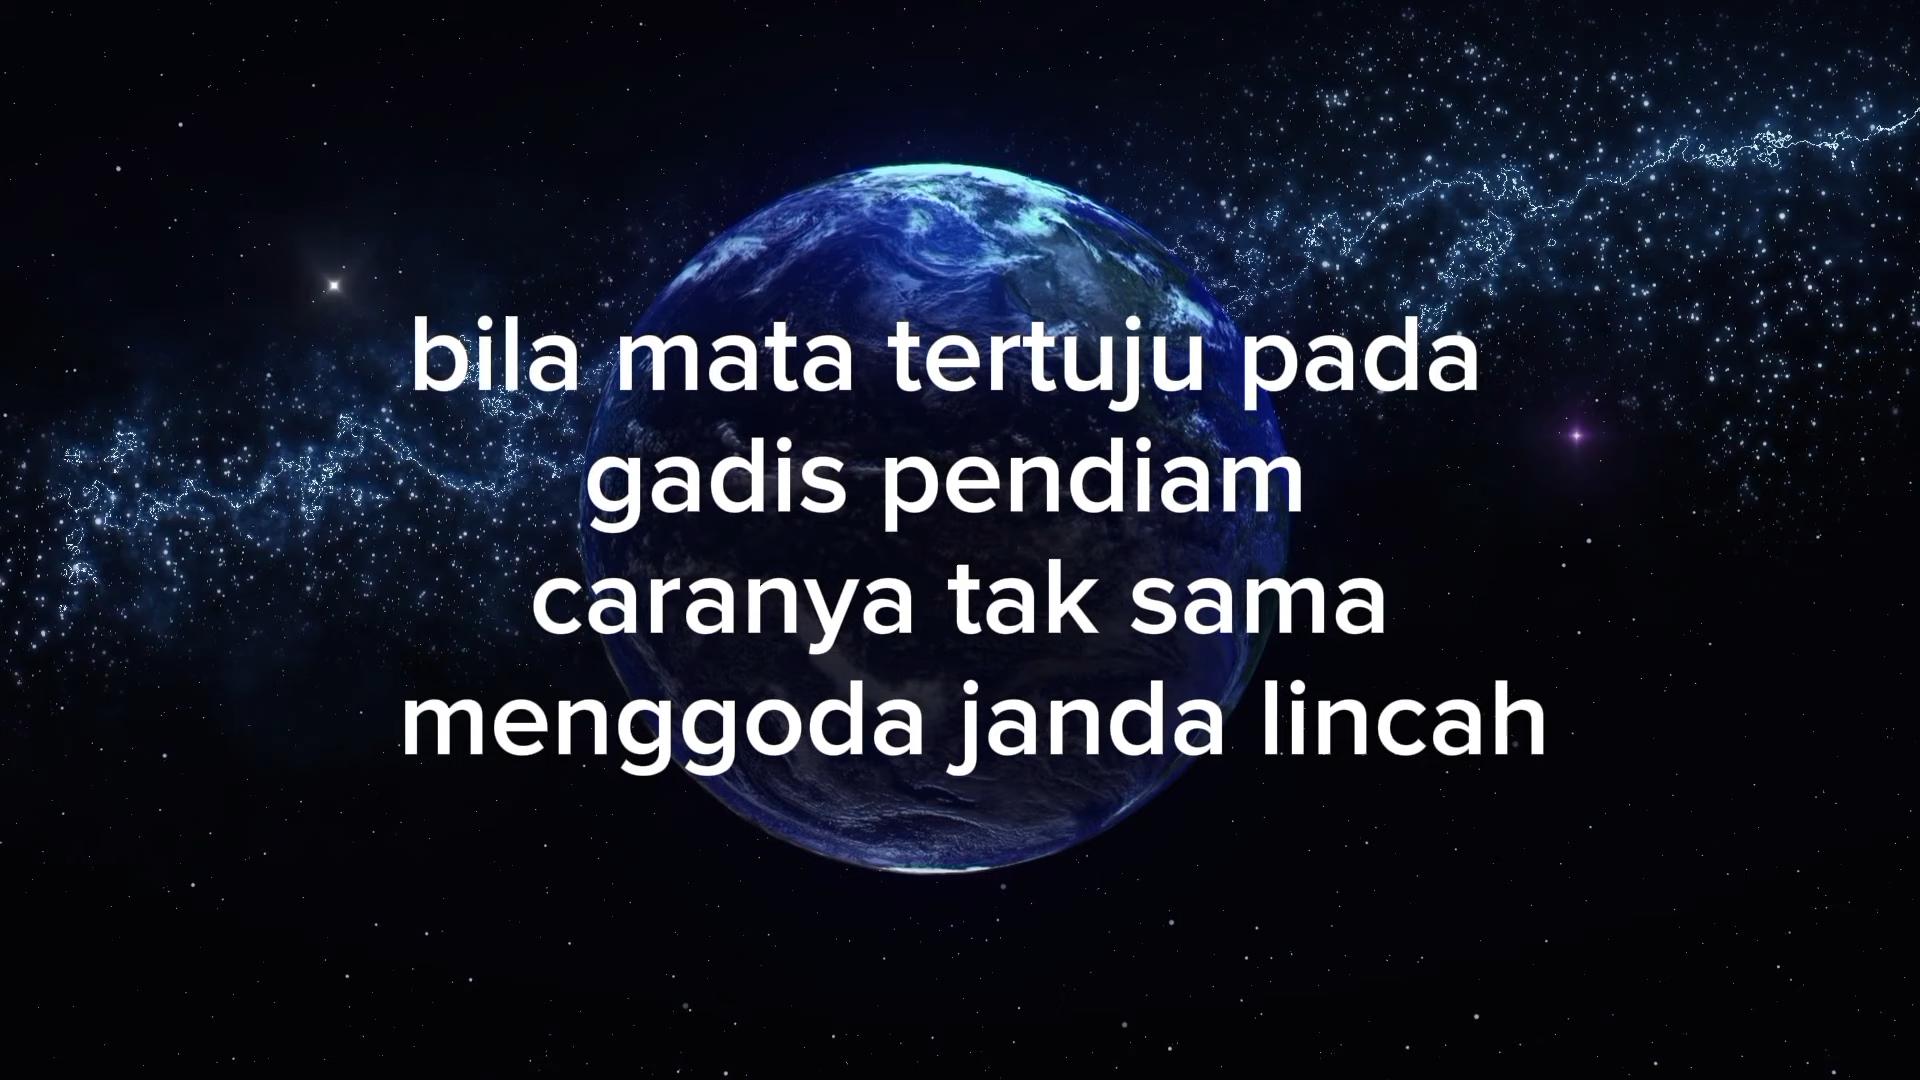 bila mata tertuju pada
gadis pendiam
caranya tak sama
menggoda janda lincah